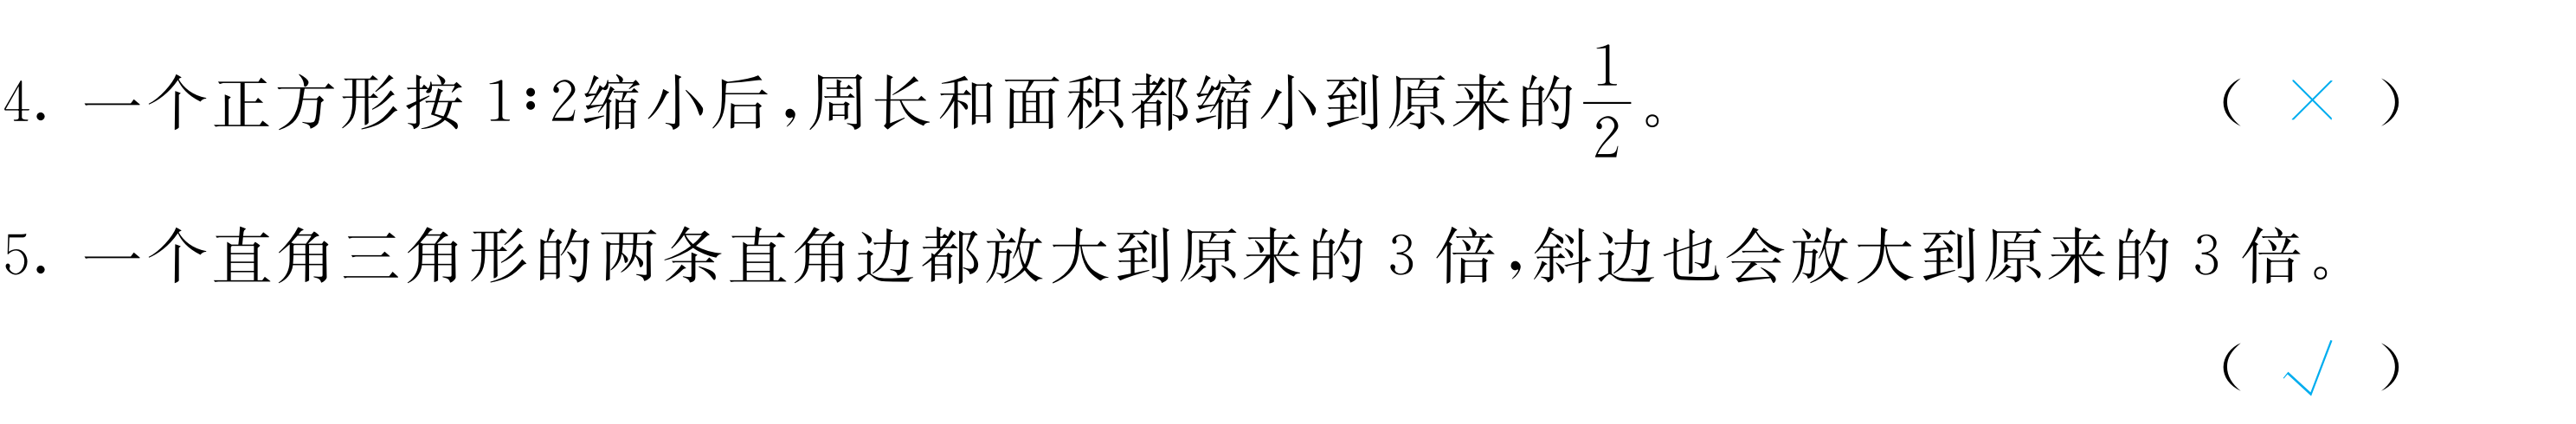 4. 一个正方形按 1∶2缩小后,周长和面积都缩小到原来的1/2。 ( × )
5. 一个直角三角形的两条直角边都放大到原来的 3 倍,斜边也会放大到原来的 3 倍。
( √ )